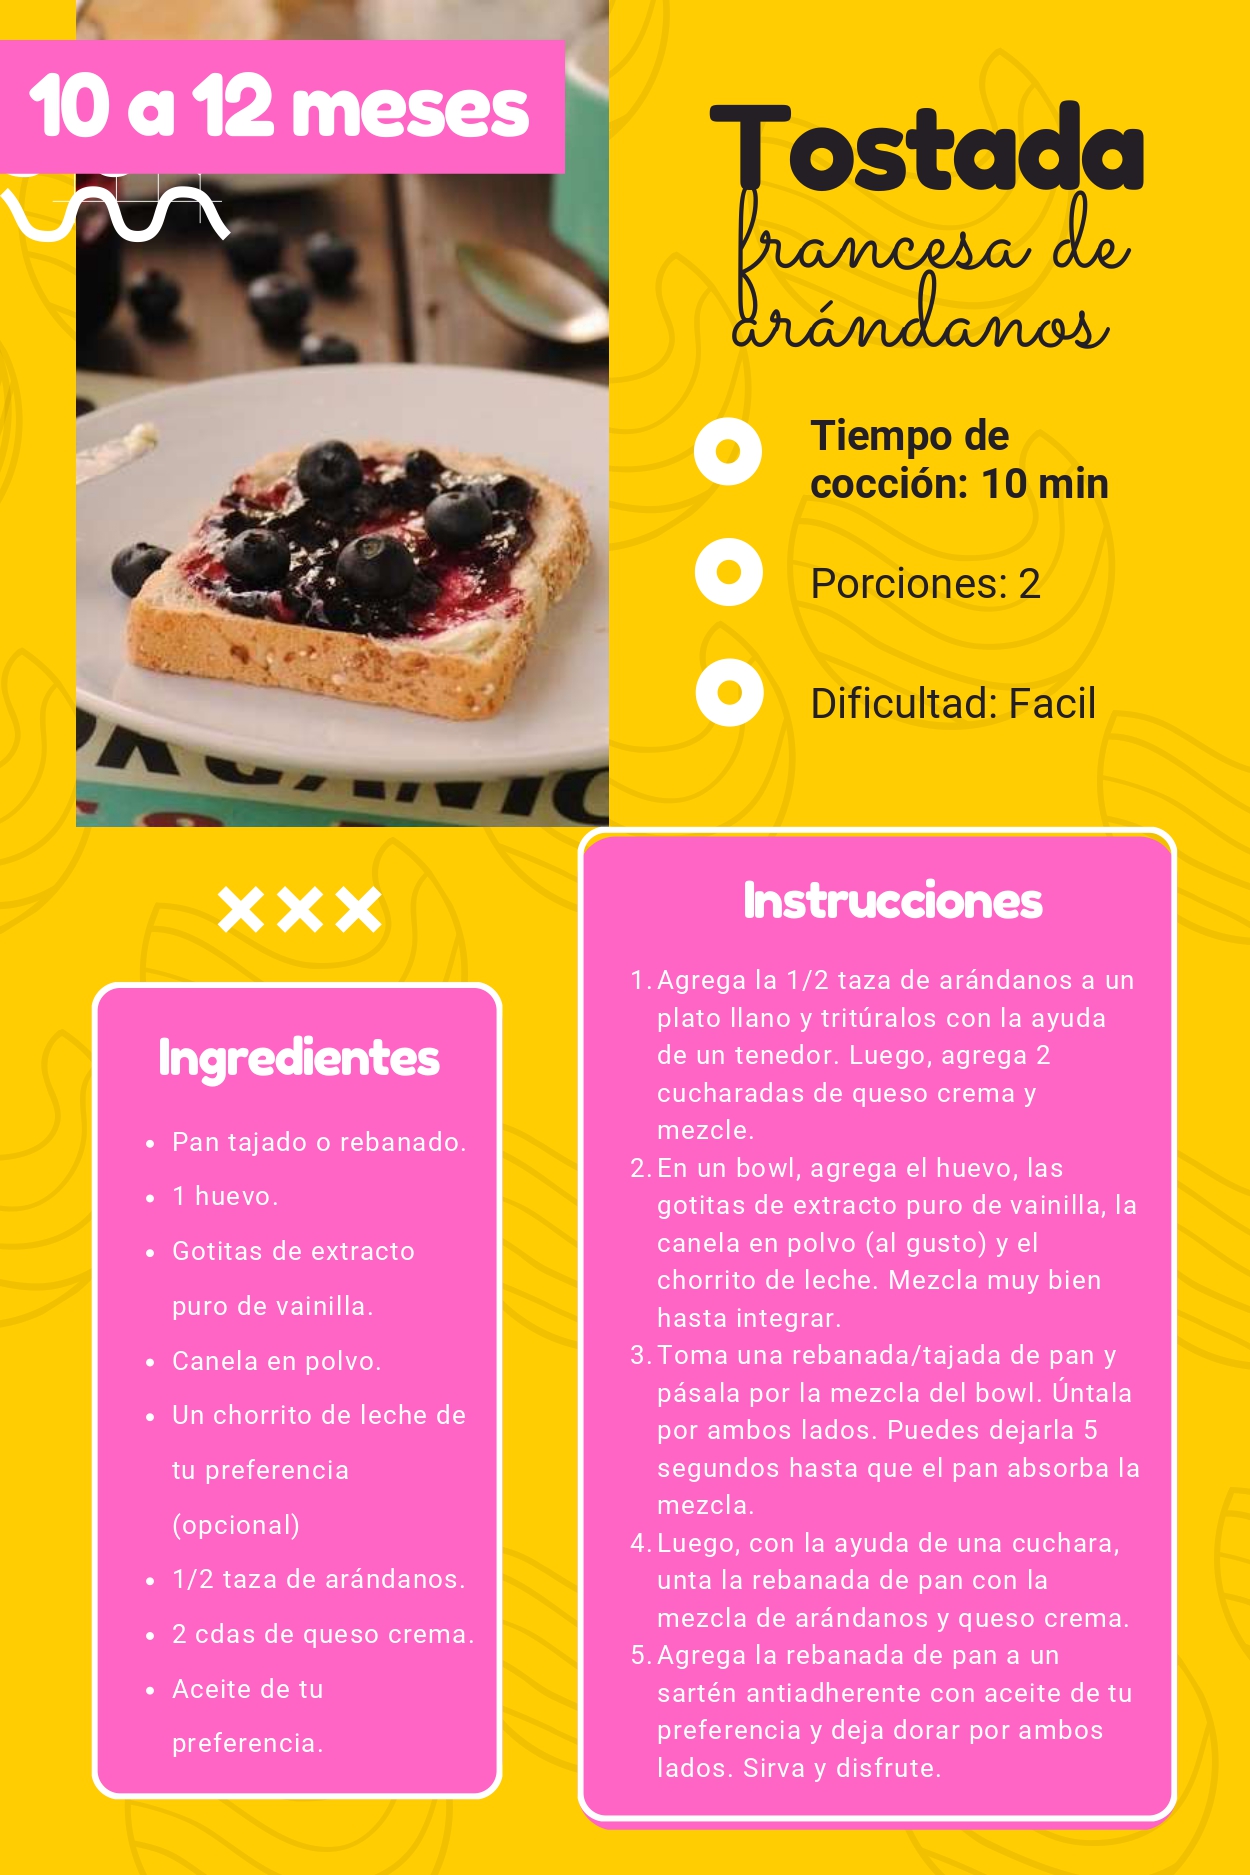 10 a 12 meses
Tostada
francesa de
arándanos
Tiempo de
cocción: 10 min
Porciones: 2
Dificultad: Facil
Ingredientes
• Pan tajado o rebanado.
• 1 huevo.
• Gotitas de extracto
puro de vainilla.
• Canela en polvo.
• Un chorrito de leche de
tu preferencia
(opcional)
• 1/2 taza de arándanos.
• 2 cdas de queso crema.
• Aceite de tu
preferencia.
Instrucciones
1. Agrega la 1/2 taza de arándanos a un
plato llano y tritúralos con la ayuda
de un tenedor. Luego, agrega 2
cucharadas de queso crema y
mezcle.
2. En un bowl, agrega el huevo, las
gotitas de extracto puro de vainilla, la
canela en polvo (al gusto) y el
chorrito de leche. Mezcla muy bien
hasta integrar.
3. Toma una rebanada/tajada de pan y
pásala por la mezcla del bowl. Úntala
por ambos lados. Puedes dejarla 5
segundos hasta que el pan absorba la
mezcla.
4. Luego, con la ayuda de una cuchara,
unta la rebanada de pan con la
mezcla de arándanos y queso crema.
5. Agrega la rebanada de pan a un
sartén antiadherente con aceite de tu
preferencia y deja dorar por ambos
lados. Sirva y disfrute.